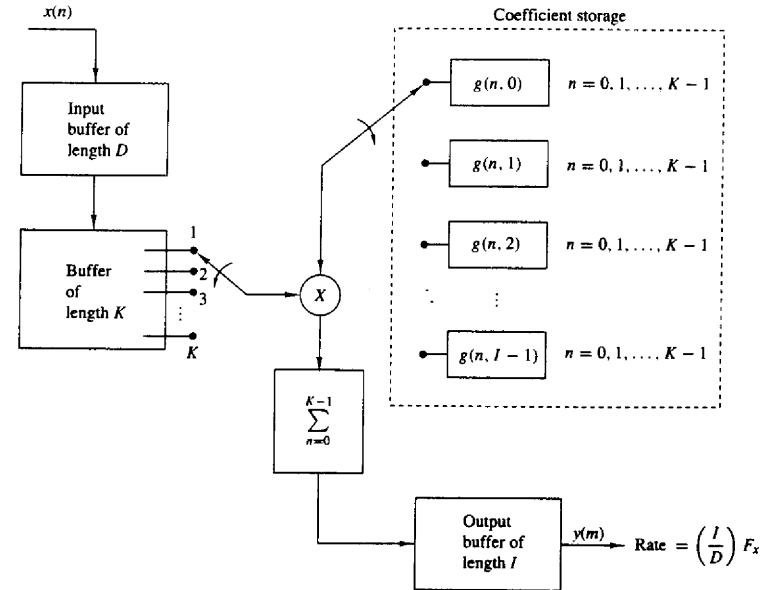 Coefficient storage
x(n)
Input
buffer of
length D
g(n, 0) n = 0, 1, . . . , K − 1
g(n, 1) n = 0, 1, . . . , K − 1
g(n, 2) n = 0, 1, . . . , K − 1
⋱ ⋮
g(n, I − 1) n = 0, 1, . . . , K − 1
Buffer
of
length K
1
2
3
⋮
K
X
K−1
∑
n=0
Output
buffer of
length I
y(m)
Rate = (I/D) Fx